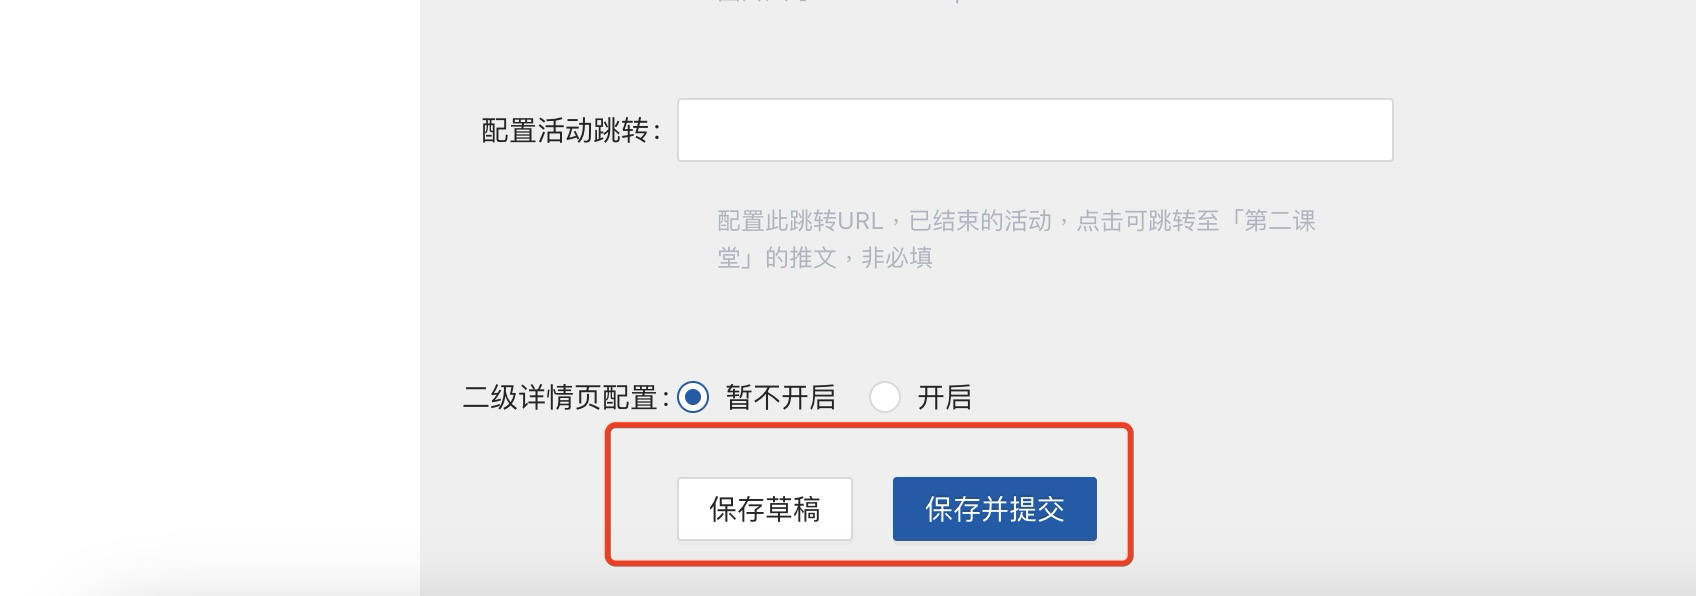 配置活动跳转:
配置此跳转URL，已结束的活动，点击可跳转至「第二课
堂」的推文，非必填
二级详情页配置: 暂不开启 开启
保存草稿 保存并提交